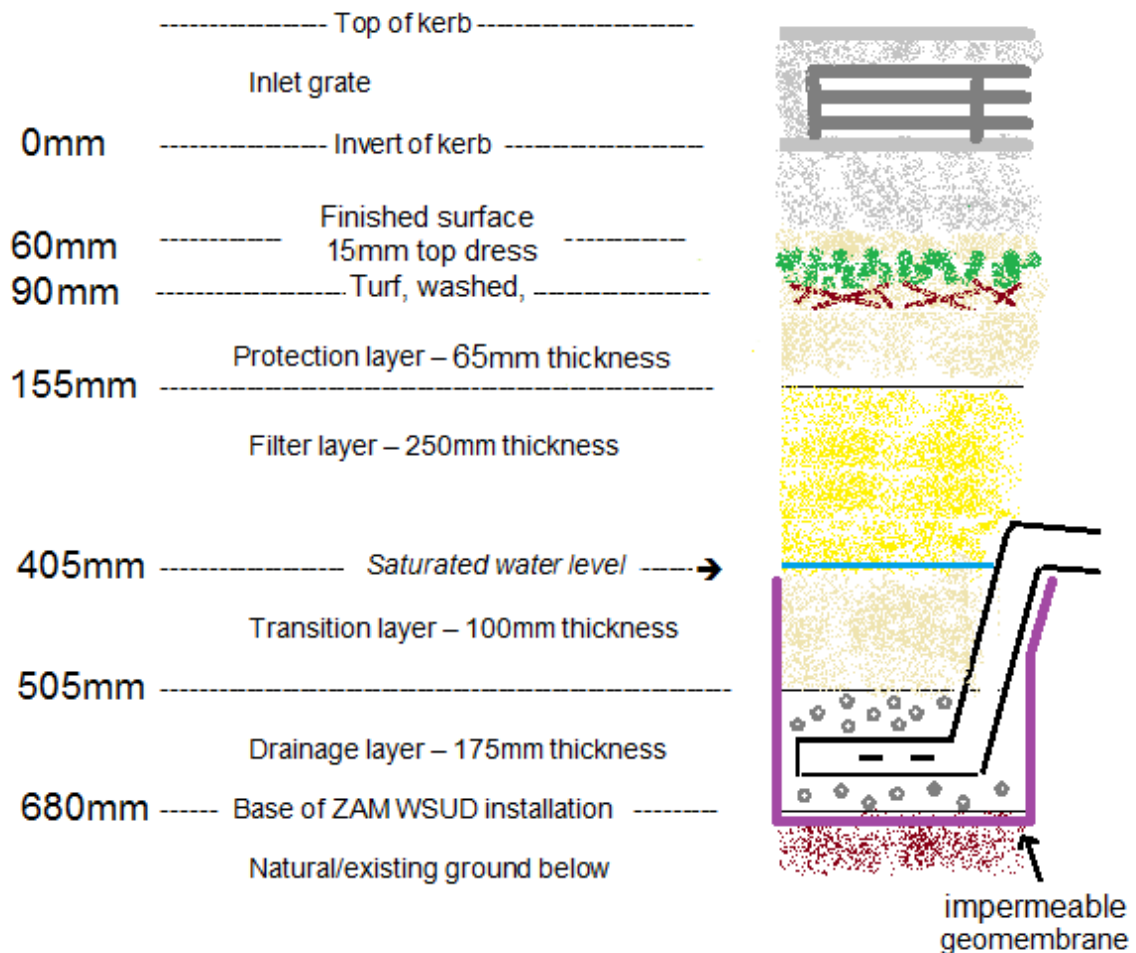 Top of kerb
Inlet grate
0mm Invert of kerb
Finished surface
60mm 15mm top dress
90mm Turf, washed,
Protection layer – 65mm thickness
155mm
Filter layer – 250mm thickness
405mm Saturated water level
Transition layer – 100mm thickness
505mm
Drainage layer – 175mm thickness
680mm Base of ZAM WSUD installation
Natural/existing ground below
impermeable
geomembrane